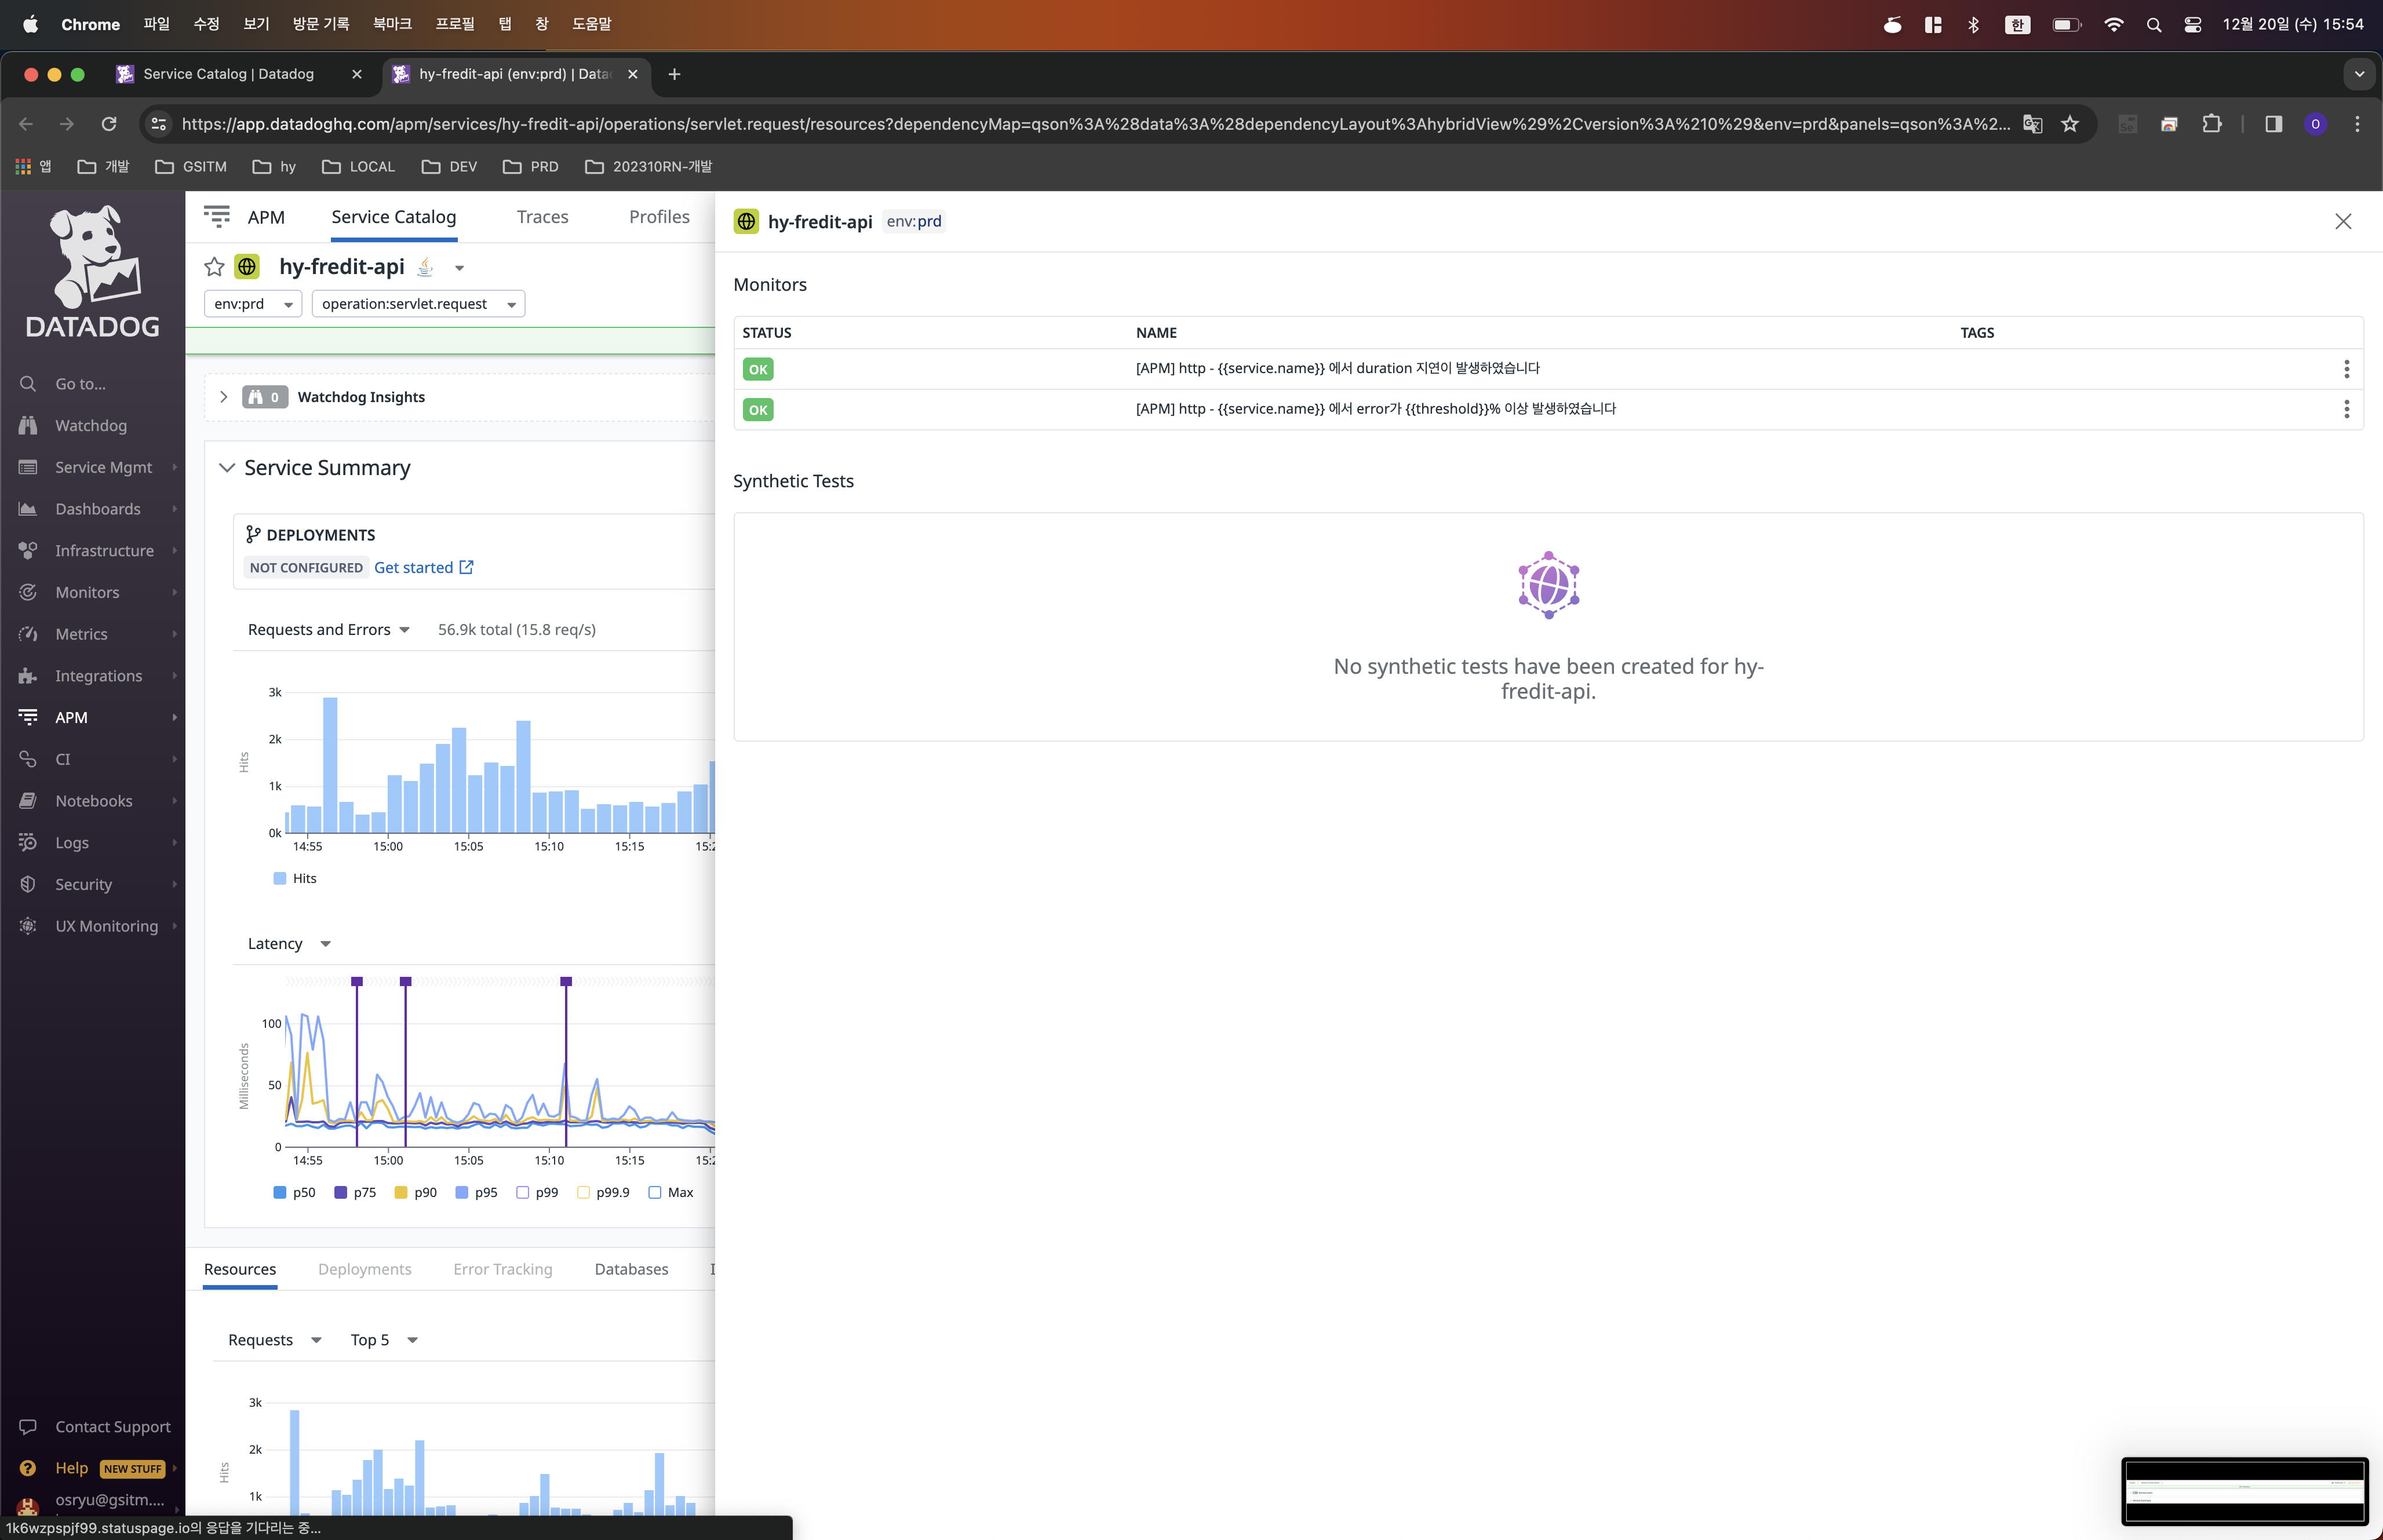 Chrome 파일 수정 보기 방문 기록 북마크 프로필 탭 창 도움말 한 12월 20일 (수) 15:54
Service Catalog | Datadog hy-fredit-api (env:prd) | Data
https://app.datadoghq.com/apm/services/hy-fredit-api/operations/servlet.request/resources?dependencyMap=qson%3A%28data%3A%28dependencyLayout%3AhybridView%29%2Cversion%3A%210%29&env=prd&panels=qson%3A%2... O
앱 개발 GSITM hy LOCAL DEV PRD 202310RN-개발
DATADOG
Go to...
Watchdog
Service Mgmt
Dashboards
Infrastructure
Monitors
Metrics
Integrations
APM
CI
Notebooks
Logs
Security
UX Monitoring
Contact Support
Help NEW STUFF
osryu@gsitm....
1k6wzpspjf99.statuspage.io의 응답을 기다리는 중...
APM Service Catalog Traces Profiles
hy-fredit-api
env:prd operation:servlet.request
0 Watchdog Insights
Service Summary
DEPLOYMENTS
NOT CONFIGURED Get started
Requests and Errors 56.9k total (15.8 req/s)
3k
2k
1k
0k
Hits
14:55 15:00 15:05 15:10 15:15 15:2
Hits
Latency
100
50
0
Milliseconds
14:55 15:00 15:05 15:10 15:15 15:2
p50 p75 p90 p95 p99 p99.9 Max
Resources Deployments Error Tracking Databases I
Requests Top 5
3k
2k
1k
Hits
hy-fredit-api env:prd
Monitors
STATUS NAME TAGS
OK [APM] http - {{service.name}} 에서 duration 지연이 발생하였습니다
OK [APM] http - {{service.name}} 에서 error가 {{threshold}}% 이상 발생하였습니다
Synthetic Tests
No synthetic tests have been created for hy-
fredit-api.